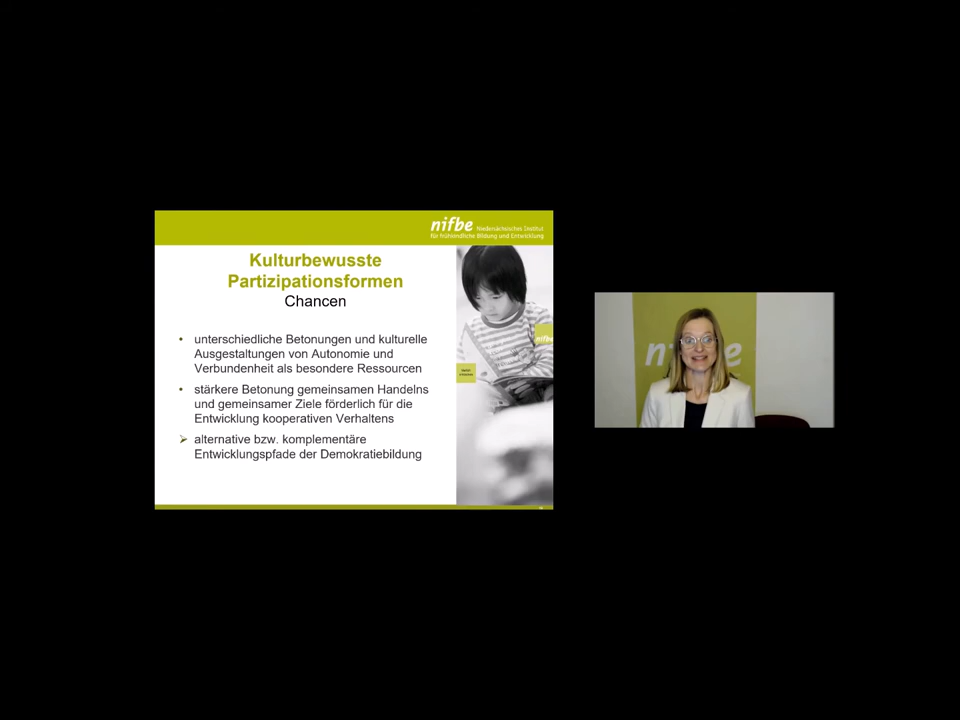 nifbe Niedersächsisches Institut
für frühkindliche Bildung und Entwicklung
Kulturbewusste
Partizipationsformen
Chancen
• unterschiedliche Betonungen und kulturelle
Ausgestaltungen von Autonomie und
Verbundenheit als besondere Ressourcen
• stärkere Betonung gemeinsamen Handelns
und gemeinsamer Ziele förderlich für die
Entwicklung kooperativen Verhaltens
➢ alternative bzw. komplementäre
Entwicklungspfade der Demokratiebildung
nifbe